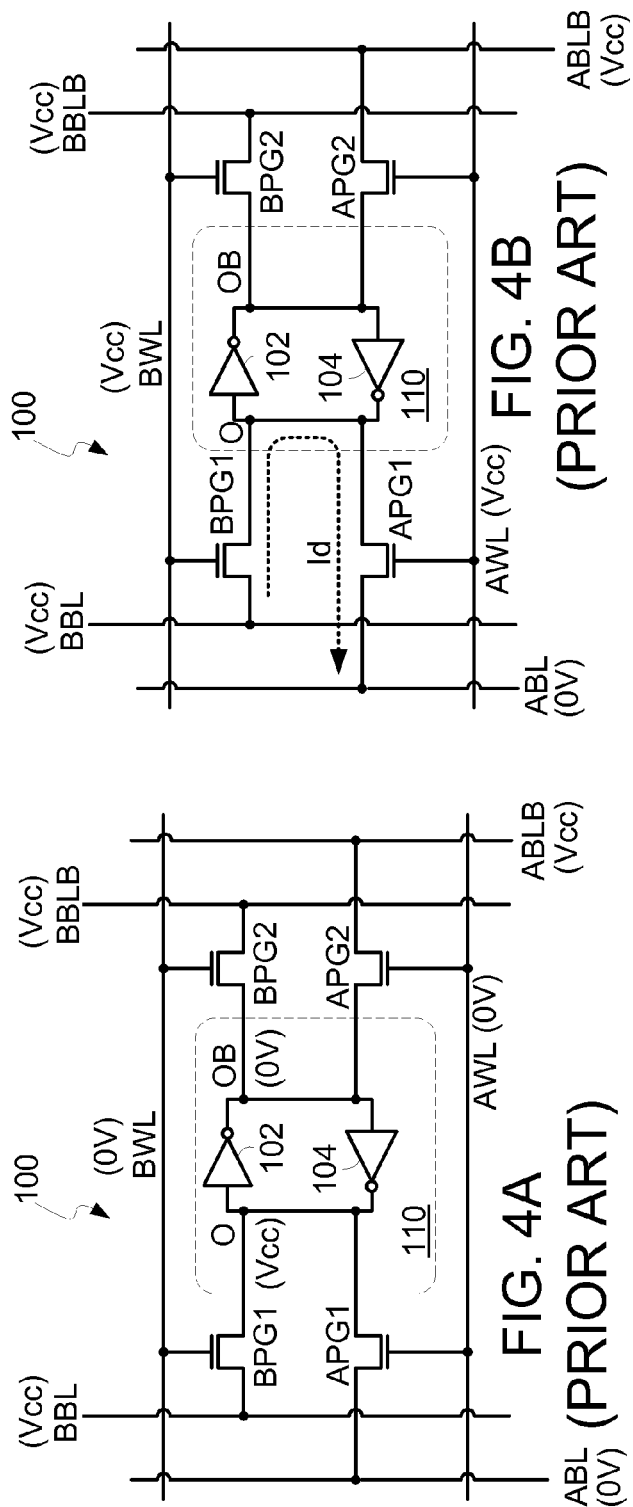 100
(Vcc)
BBL
(0V)
BWL
(Vcc)
BBLB
BPG1
O
(Vcc)
OB
(0V)
BPG2
102
104
110
APG1
APG2
ABL
(0V)
AWL (0V)
ABLB
(Vcc)
FIG. 4A
(PRIOR ART)
100
(Vcc)
BBL
(Vcc)
BWL
(Vcc)
BBLB
BPG1
O
OB
BPG2
102
104
110
Id
APG1
APG2
ABL
(0V)
AWL (Vcc)
ABLB
(Vcc)
FIG. 4B
(PRIOR ART)